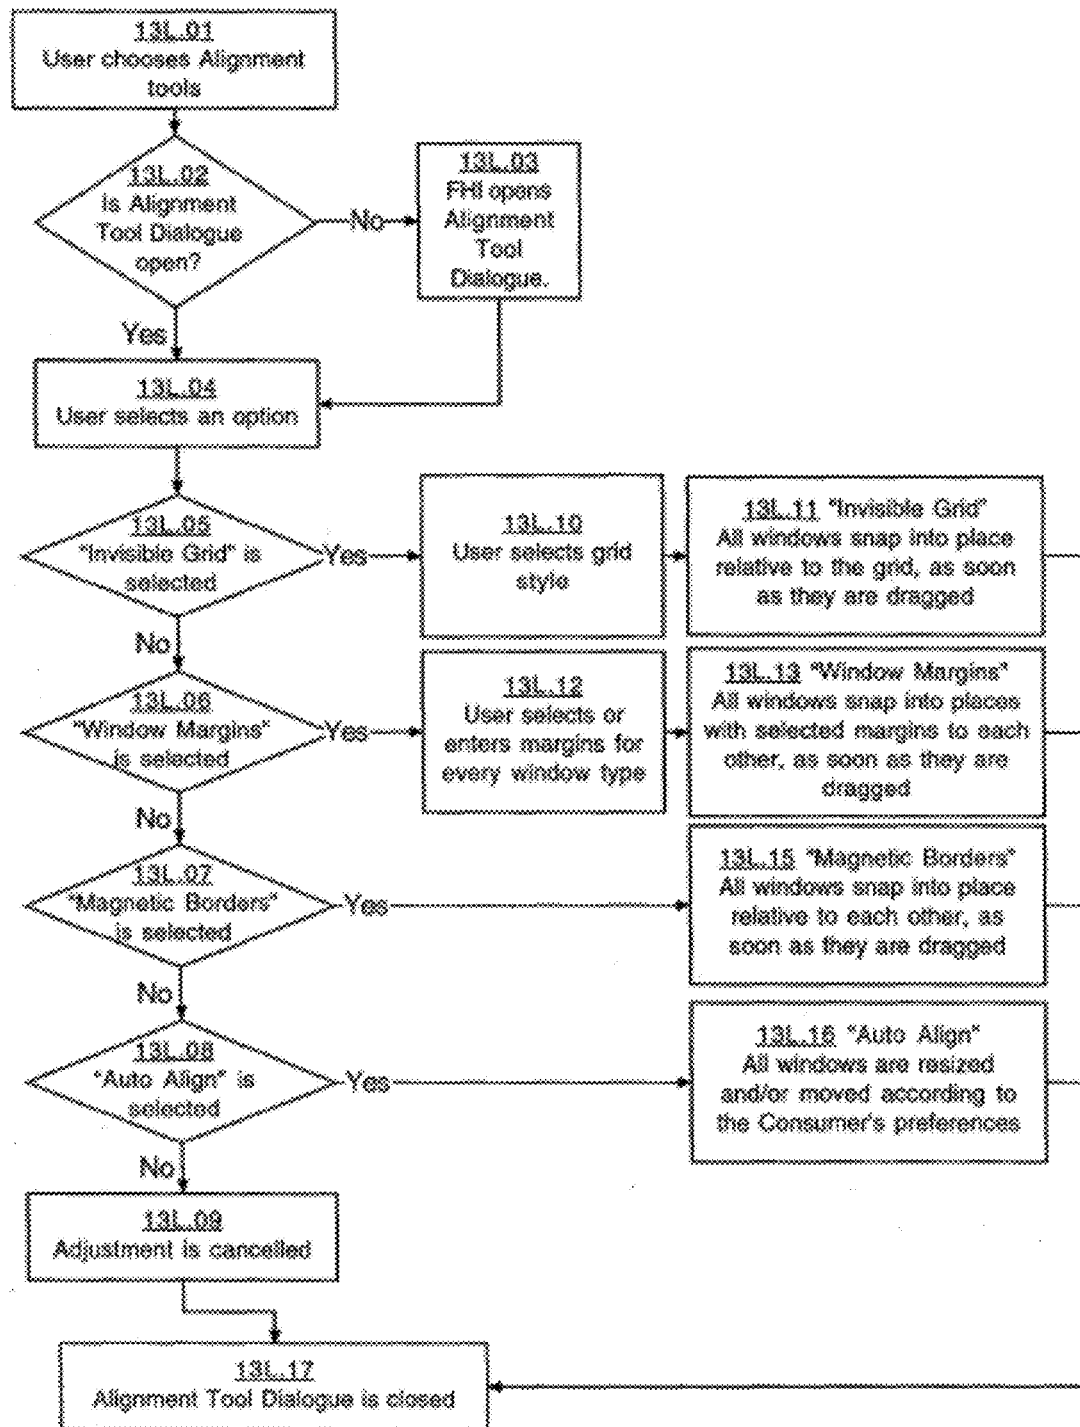 13L.01
User chooses Alignment
tools
13L.02
Is Alignment
Tool Dialogue
open?
No
13L.03
FHI opens
Alignment
Tool
Dialogue.
Yes
13L.04
User selects an option
13L.05
"Invisible Grid" is
selected
Yes
13L.10
User selects grid
style
13L.11 "Invisible Grid"
All windows snap into place
relative to the grid, as soon
as they are dragged
No
13L.06
"Window Margins"
is selected
Yes
13L.12
User selects or
enters margins for
every window type
13L.13 "Window Margins"
All windows snap into places
with selected margins to each
other, as soon as they are
dragged
No
13L.07
"Magnetic Borders"
is selected
Yes
13L.15 "Magnetic Borders"
All windows snap into place
relative to each other, as
soon as they are dragged
No
13L.08
"Auto Align" is
selected
Yes
13L.16 "Auto Align"
All windows are resized
and/or moved according to
the Consumer's preferences
No
13L.09
Adjustment is cancelled
13L.17
Alignment Tool Dialogue is closed